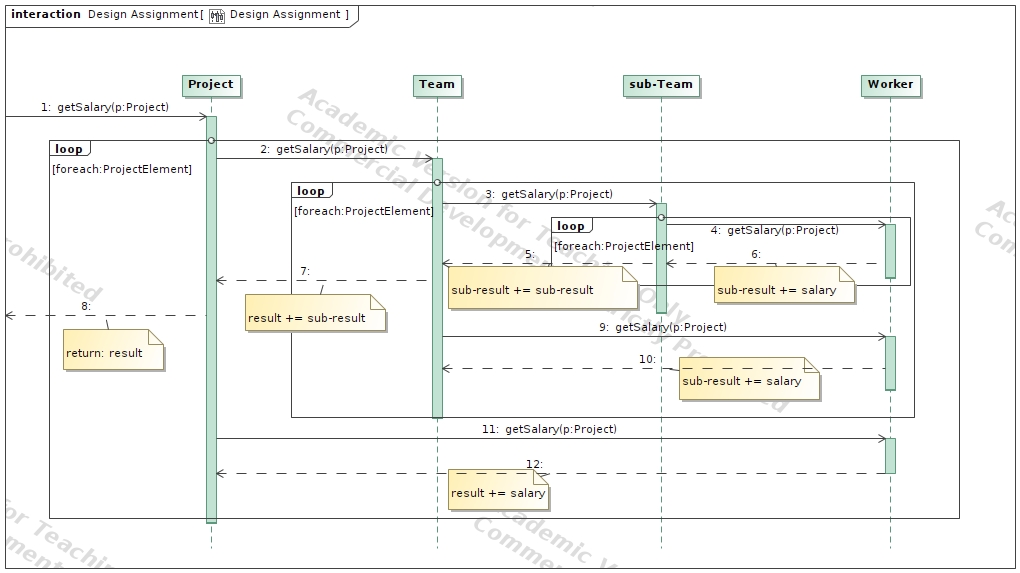 interaction Design Assignment[ Design Assignment ]
Project
Team
sub-Team
Worker
1: getSalary(p:Project)
loop
[foreach:ProjectElement]
2: getSalary(p:Project)
loop
[foreach:ProjectElement]
3: getSalary(p:Project)
loop
[foreach:ProjectElement]
4: getSalary(p:Project)
5:
6:
sub-result += sub-result
sub-result += salary
7:
result += sub-result
8:
return: result
9: getSalary(p:Project)
10:
sub-result += salary
11: getSalary(p:Project)
12:
result += salary
Academic Version for Teaching Only
Commercial Development is strictly Prohibited